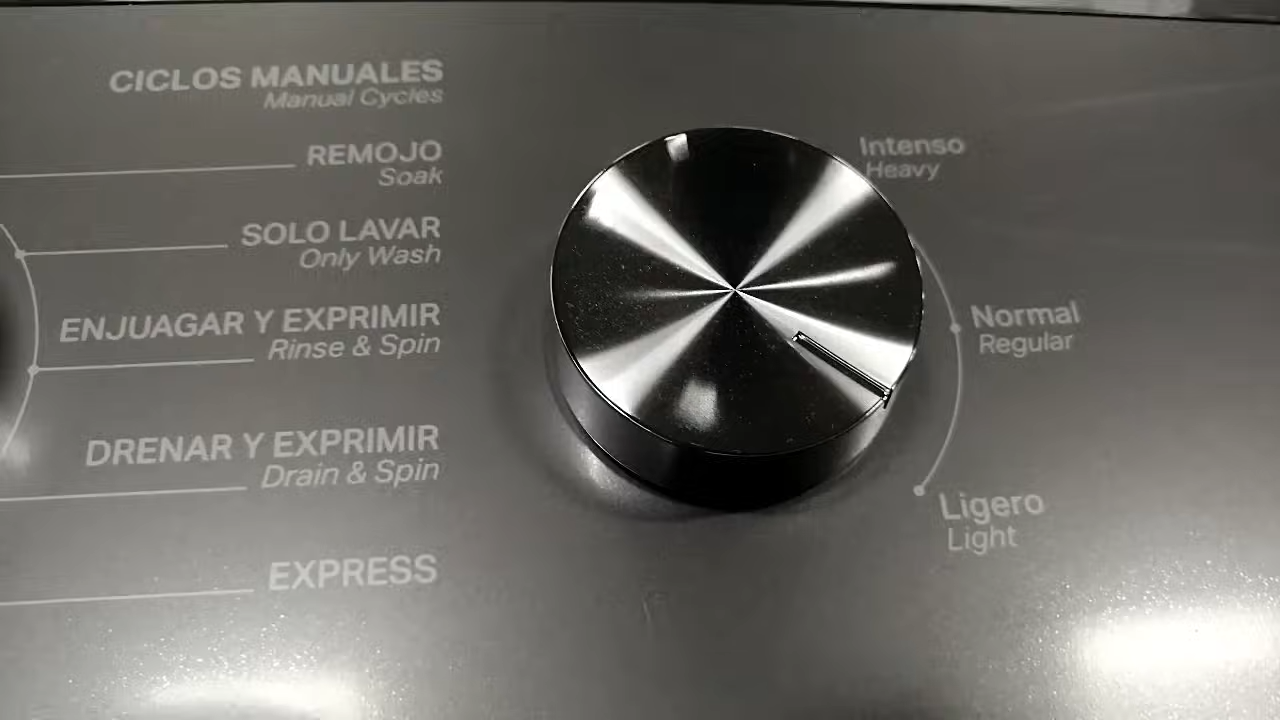 CICLOS MANUALES
Manual Cycles
REMOJO
Soak
SOLO LAVAR
Only Wash
ENJUAGAR Y EXPRIMIR
Rinse & Spin
DRENAR Y EXPRIMIR
Drain & Spin
EXPRESS
Intenso
Heavy
Normal
Regular
Ligero
Light